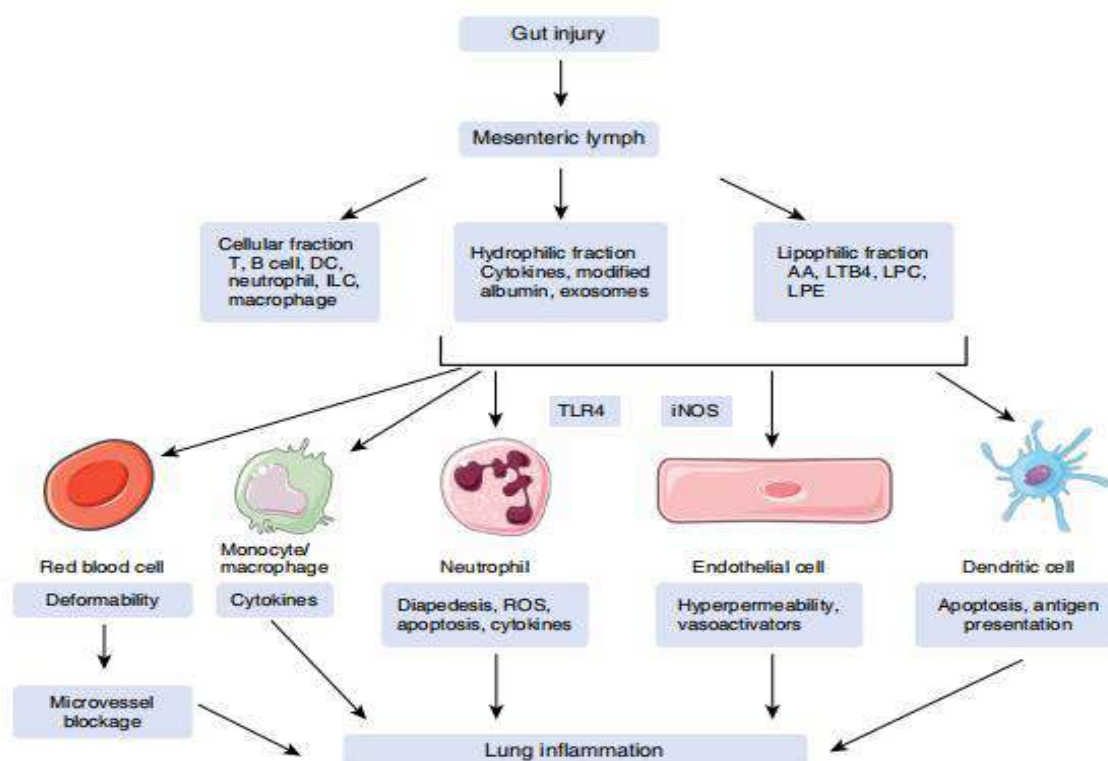 Gut injury
Mesenteric lymph
Cellular fraction
T, B cell, DC,
neutrophil, ILC,
macrophage
Hydrophilic fraction
Cytokines, modified
albumin, exosomes
Lipophilic fraction
AA, LTB4, LPC,
LPE
TLR4
iNOS
Red blood cell
Monocyte/
macrophage
Neutrophil
Endothelial cell
Dendritic cell
Deformability
Cytokines
Diapedesis, ROS,
apoptosis, cytokines
Hyperpermeability,
vasoactivators
Apoptosis, antigen
presentation
Microvessel
blockage
Lung inflammation